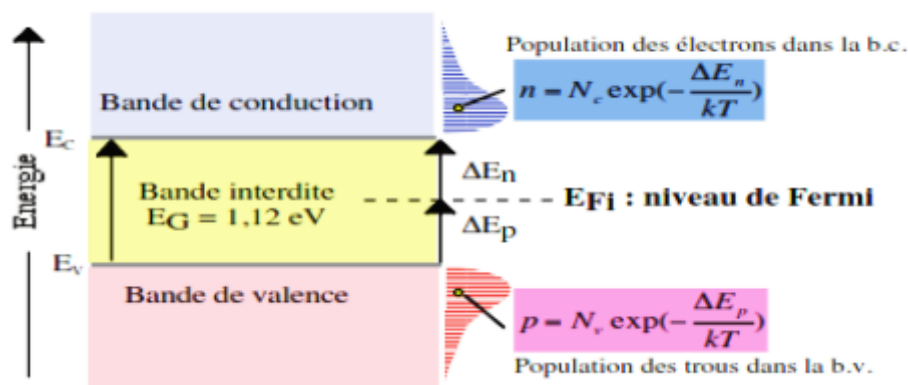 Energie
Bande de conduction
E_C
Bande interdite
E_G = 1,12 eV
E_V
Bande de valence
Population des électrons dans la b.c.
n = N_c exp(-ΔE_n/kT)
ΔE_n
E_Fi : niveau de Fermi
ΔE_p
p = N_v exp(-ΔE_p/kT)
Population des trous dans la b.v.